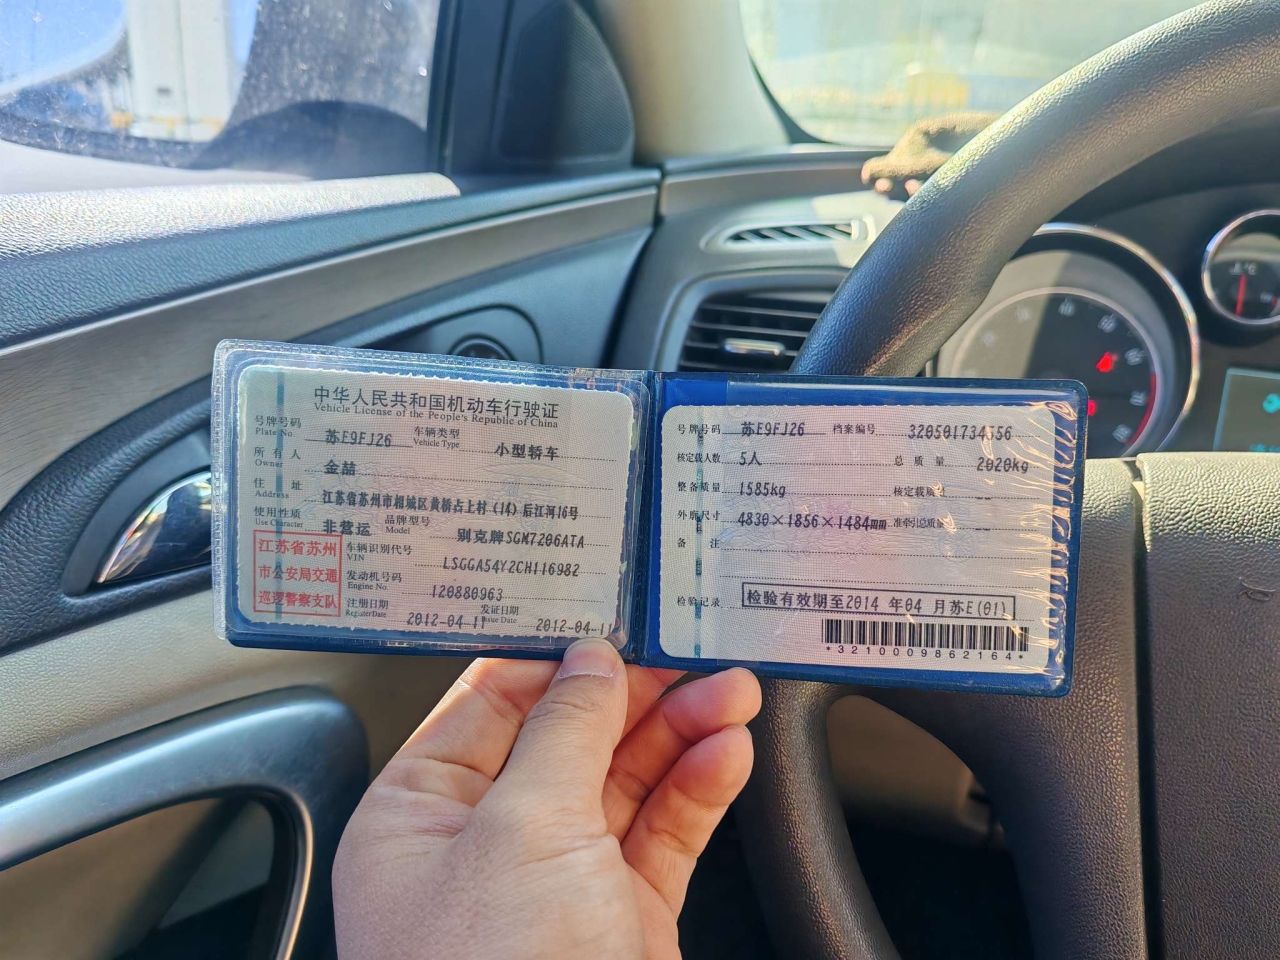 中华人民共和国机动车行驶证
Vehicle License of the People's Republic of China
号牌号码 苏E9FJ26 车辆类型 小型轿车
Plate No. Vehicle Type
所有人 金喆
Owner
住址 江苏省苏州市相城区黄桥占上村(14)后江河16号
Address
使用性质 非营运 品牌型号 别克牌SGM7206ATA
Use Character Model
江苏省苏州
市公安局交通
巡逻警察支队
车辆识别代号 LSGGA54Y2CH116982
VIN
发动机号码 120880963
Engine No.
注册日期 2012-04-11 发证日期 2012-04-11
Register Date Issue Date
号牌号码 苏E9FJ26 档案编号
核定载人数 5人 总质量 2020kg
整备质量 1585kg 核定载质量 --
外廓尺寸 4830×1856×1484mm 准牵引总质量 --
备注
检验记录 检验有效期至2014年04月苏E(01)
*3210009862164*